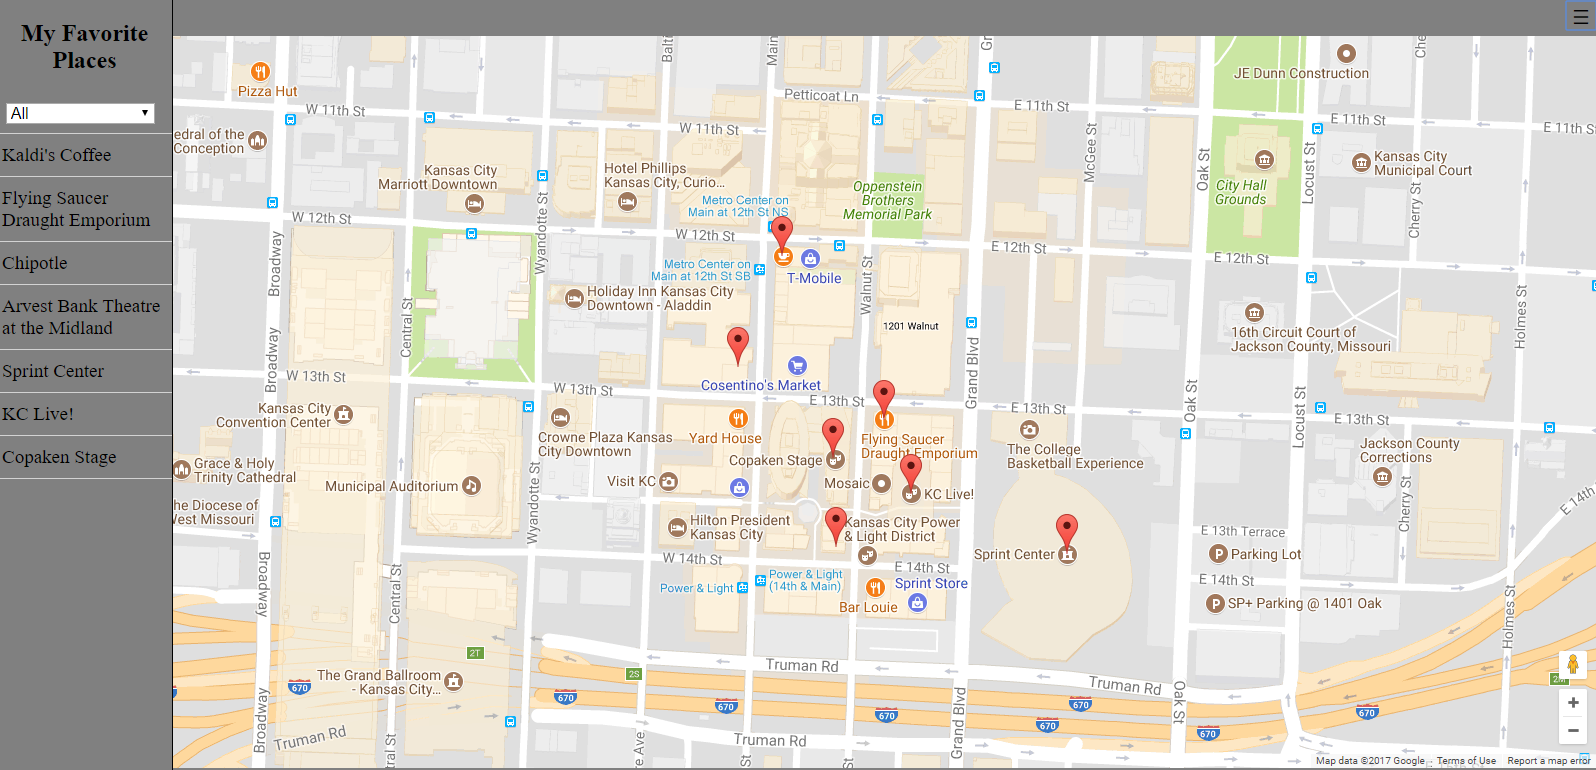 My Favorite
Places
All
Kaldi's Coffee
Flying Saucer
Draught Emporium
Chipotle
Arvest Bank Theatre
at the Midland
Sprint Center
KC Live!
Copaken Stage
☰
Pizza Hut
W 11th St
Main
Petticoat Ln
W 11th St
JE Dunn Construction
E 11th St
E 11th St
E 11th
edral of the
Conception
Kansas City
Marriott Downtown
Hotel Phillips
Kansas City, Curio...
Metro Center on
Main at 12th St NS
Oppenstein
Brothers
Memorial Park
McGee St
Oak St
City Hall
Grounds
Locust St
Kansas City
Municipal Court
Cherry St
W 12th St
W 12th St
E 12th St
E 12th St
E 12th St
Broadway
Wyandotte St
Metro Center on
Main at 12th St SB
T-Mobile
Walnut St
Holiday Inn Kansas City
Downtown - Aladdin
Central St
1201 Walnut
Grand Blvd
16th Circuit Court of
Jackson County, Missouri
Holmes St
Broadway
W 13th St
W 13th St
Cosentino's Market
E 13th St
E 13th St
E 13th St
Oak St
Locust St
Kansas City
Convention Center
Crowne Plaza Kansas
City Downtown
Yard House
Copaken Stage
Flying Saucer
Draught Emporium
The College
Basketball Experience
Jackson County
Corrections
Grace & Holy
Trinity Cathedral
Municipal Auditorium
Wyandotte St
Visit KC
Mosaic
KC Live!
Cherry St
E 14th
he Diocese of
West Missouri
Hilton President
Kansas City
Kansas City Power
& Light District
E 13th Terrace
Sprint Center
Parking Lot
W 14th St
E 14th St
E 14th St
Broadway
Central St
Power & Light
Power & Light
(14th & Main)
Sprint Store
Bar Louie
SP+ Parking @ 1401 Oak
Holmes St
2T
2S
Truman Rd
Truman Rd
The Grand Ballroom
- Kansas City...
670
670
670
670
670
670
670
670
Oak St
Broadway
Truman Rd
Truman Rd
Grand Blvd
+
−
Map data ©2017 Google
Terms of Use
Report a map error